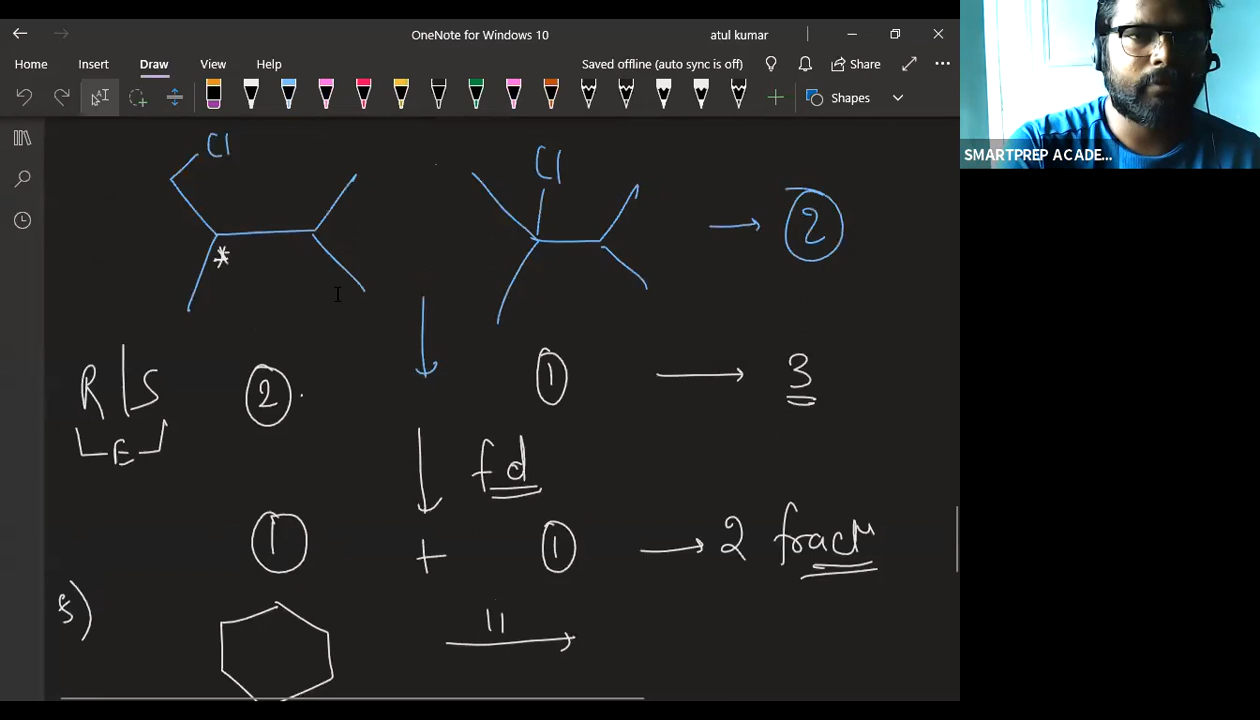 OneNote for Windows 10
atul kumar
Home Insert Draw View Help
Saved offline (auto sync is off)
Share
Shapes
SMARTPREP ACADE...
Cl
Cl
*
→ 2
R|S 2 1 → 3
E
fd
1 + 1 → 2 fracn
5)
11